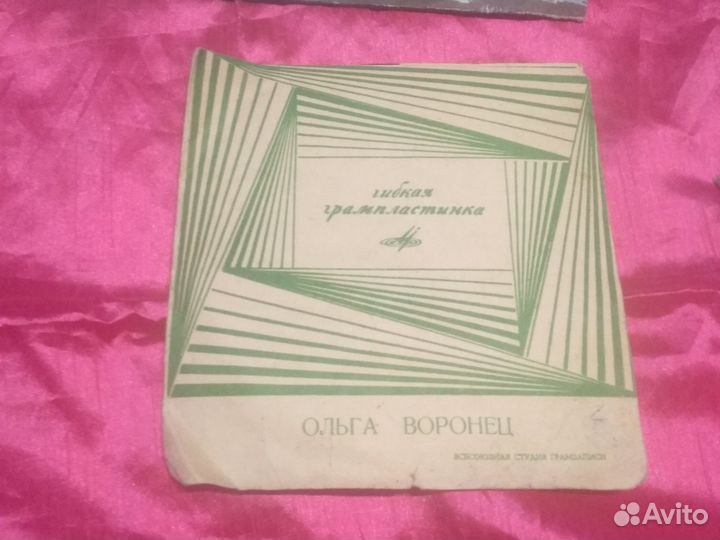 гибкая
грампластинка
ОЛЬГА ВОРОНЕЦ
ВСЕСОЮЗНАЯ СТУДИЯ ГРАМЗАПИСИ
Avito